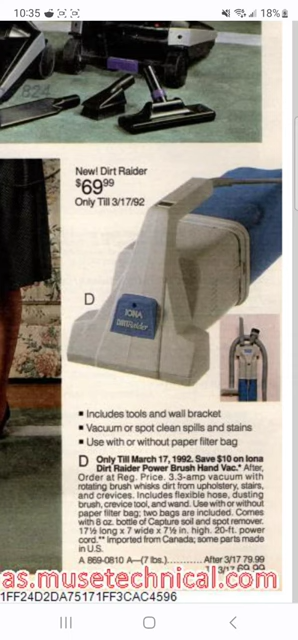 10:35
18%
824
New! Dirt Raider
$69⁹⁹
Only Till 3/17/92
D
IONA
DIRTRaider
▪ Includes tools and wall bracket
▪ Vacuum or spot clean spills and stains
▪ Use with or without paper filter bag
D Only Till March 17, 1992. Save $10 on Iona
Dirt Raider Power Brush Hand Vac.* After,
Order at Reg. Price. 3.3-amp vacuum with
rotating brush whisks dirt from upholstery, stairs,
and crevices. Includes flexible hose, dusting
brush, crevice tool, and wand. Use with or without
paper filter bag; two bags are included. Comes
with 8 oz. bottle of Capture soil and spot remover.
17½ long x 7 wide x 7½ in. high. 20-ft. power
cord.** Imported from Canada; some parts made
in U.S.
A 869-0810 A—(7 lbs.)........... After 3/17 79.99
3/17 69.99
as.musetechnical.com
1FF24D2DA75171FF3CAC4596